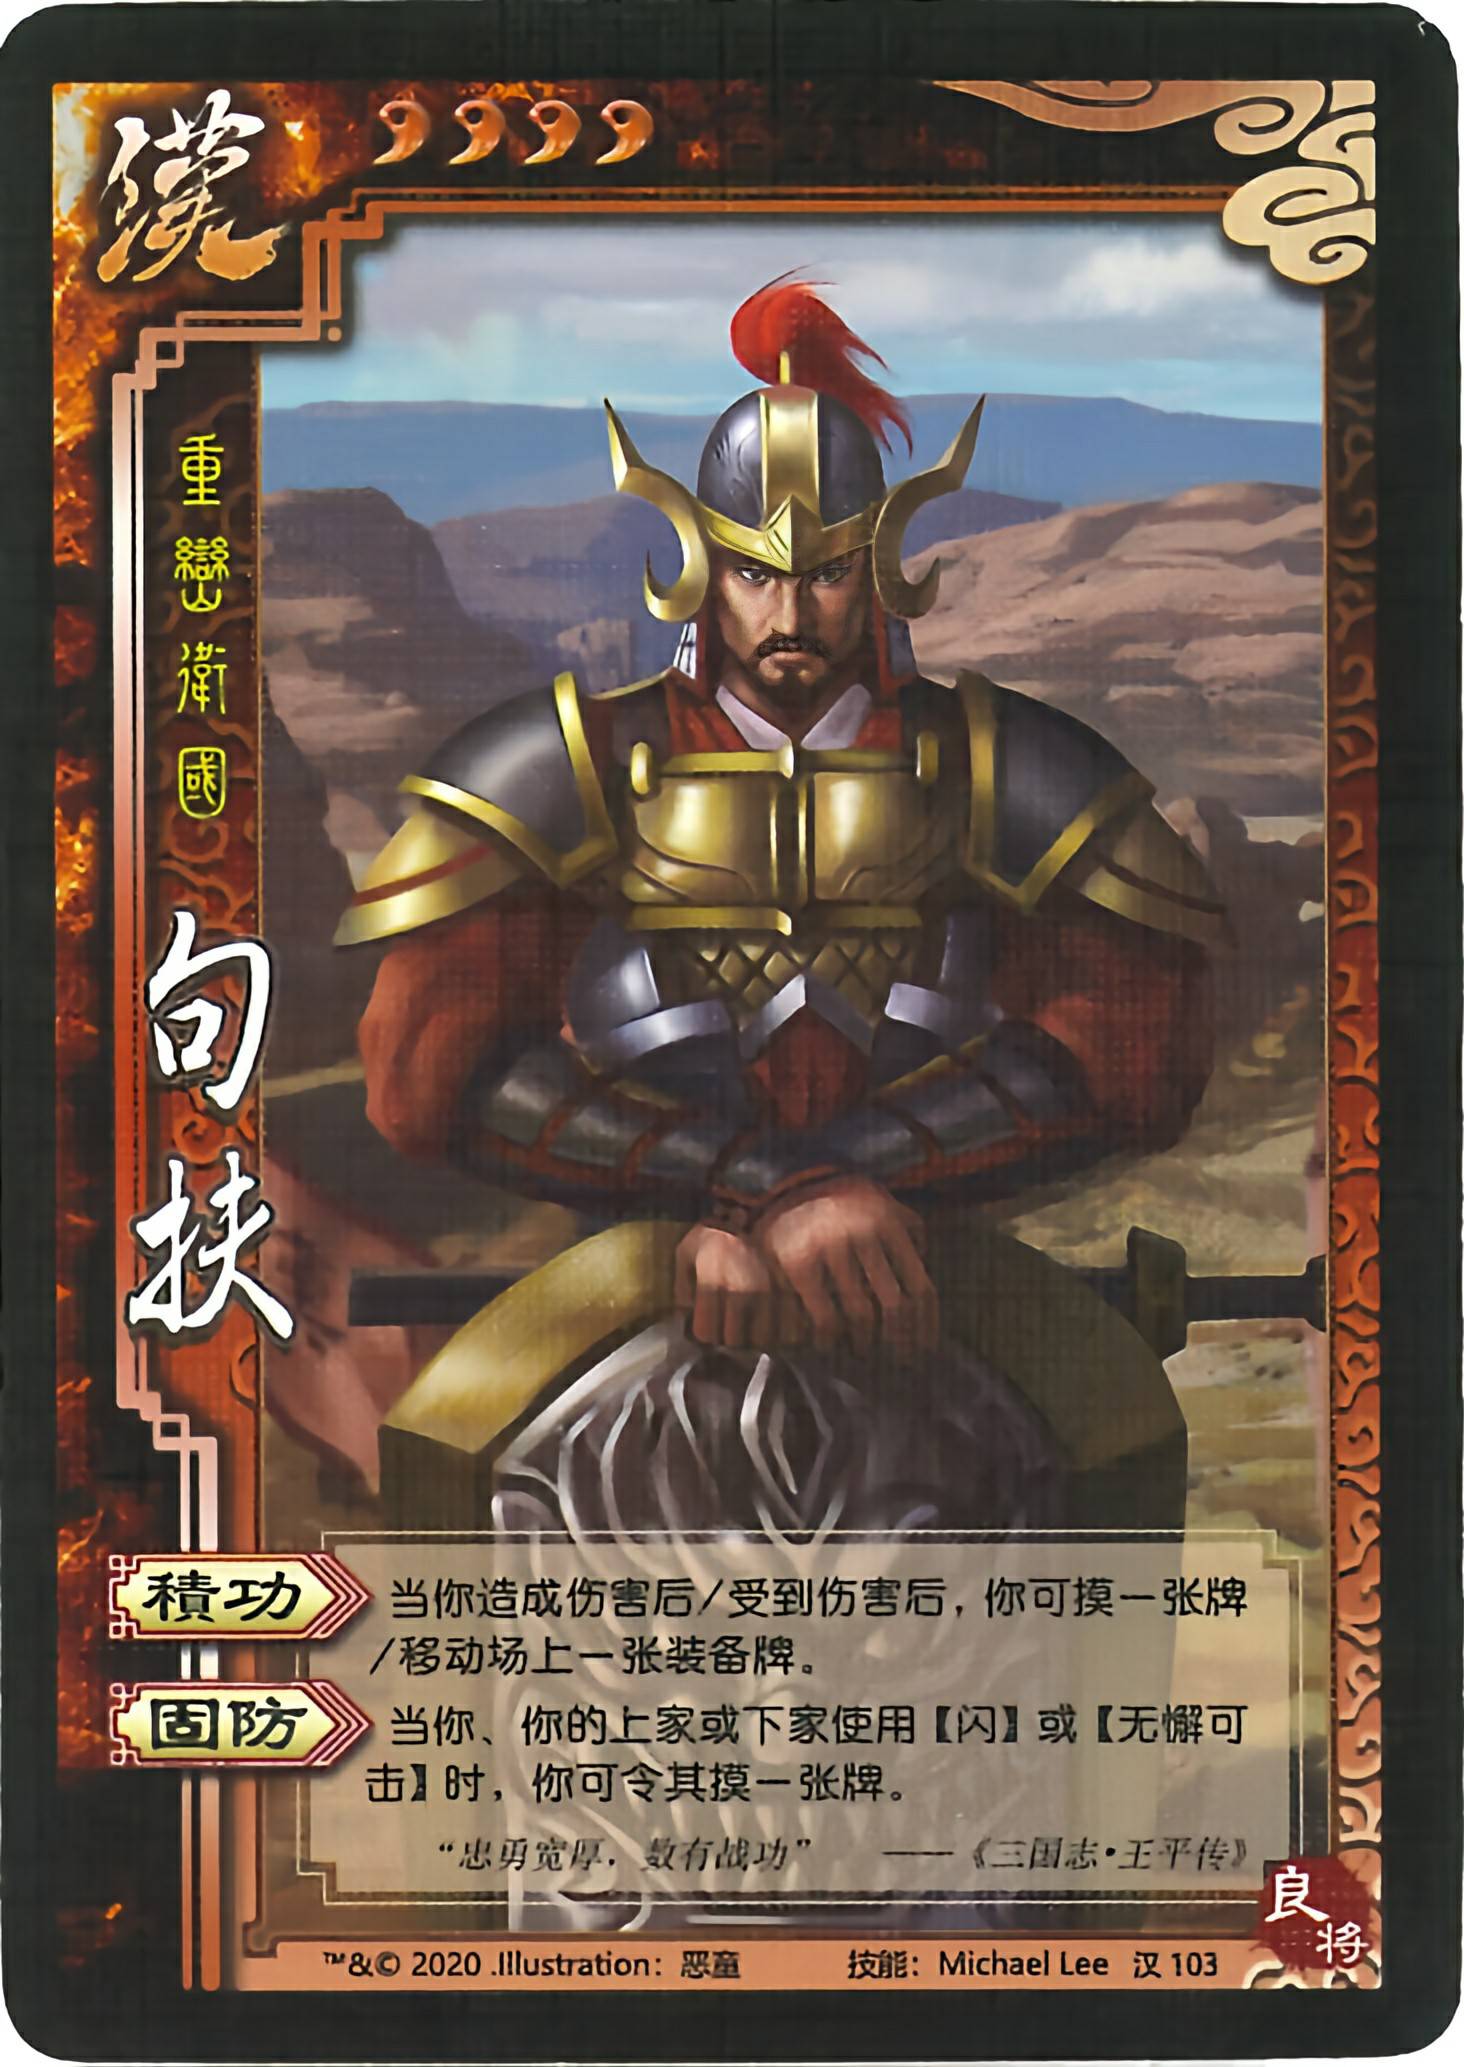 漢
重巒衛國
句扶
積功
当你造成伤害后/受到伤害后，你可摸一张牌
/移动场上一张装备牌。
固防
当你、你的上家或下家使用【闪】或【无懈可
击】时，你可令其摸一张牌。
“忠勇宽厚，数有战功” ——《三国志•王平传》
良将
™&© 2020 .Illustration：恶童 技能：Michael Lee 汉 103